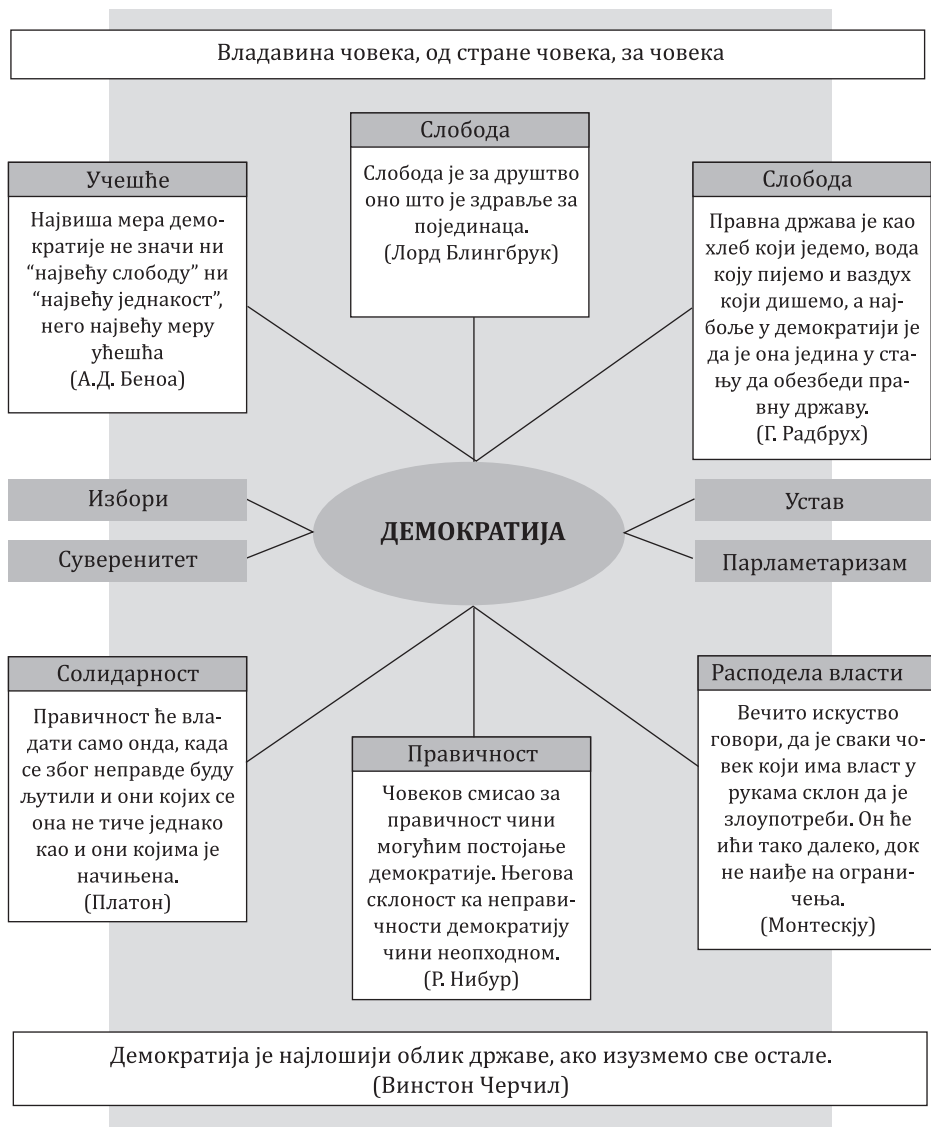 Владавина човека, од стране човека, за човека
Слобода
Слобода је за друштво
оно што је здравље за
појединаца.
(Лорд Блингбрук)
Учешће
Највиша мера демо-
кратије не значи ни
“највећу слободу” ни
“највећу једнакост”,
него највећу меру
ућешћа
(А.Д. Беноа)
Слобода
Правна држава је као
хлеб који једемо, вода
коју пијемо и ваздух
који дишемо, а нај-
боље у демократији је
да је она једина у ста-
њу да обезбеди пра-
вну државу.
(Г. Радбрух)
Избори
Суверенитет
ДЕМОКРАТИЈА
Устав
Парламетаризам
Солидарност
Правичност ће вла-
дати само онда, када
се због неправде буду
љутили и они којих се
она не тиче једнако
као и они којима је
начињена.
(Платон)
Правичност
Човеков смисао за
правичност чини
могућим постојање
демократије. Његова
склоност ка неправи-
чности демократију
чини неопходном.
(Р. Нибур)
Расподела власти
Вечито искуство
говори, да је сваки чо-
век који има власт у
рукама склон да је
злоупотреби. Он ће
ићи тако далеко, док
не наиђе на ограни-
чења.
(Монтескју)
Демократија је најлошији облик државе, ако изузмемо све остале.
(Винстон Черчил)